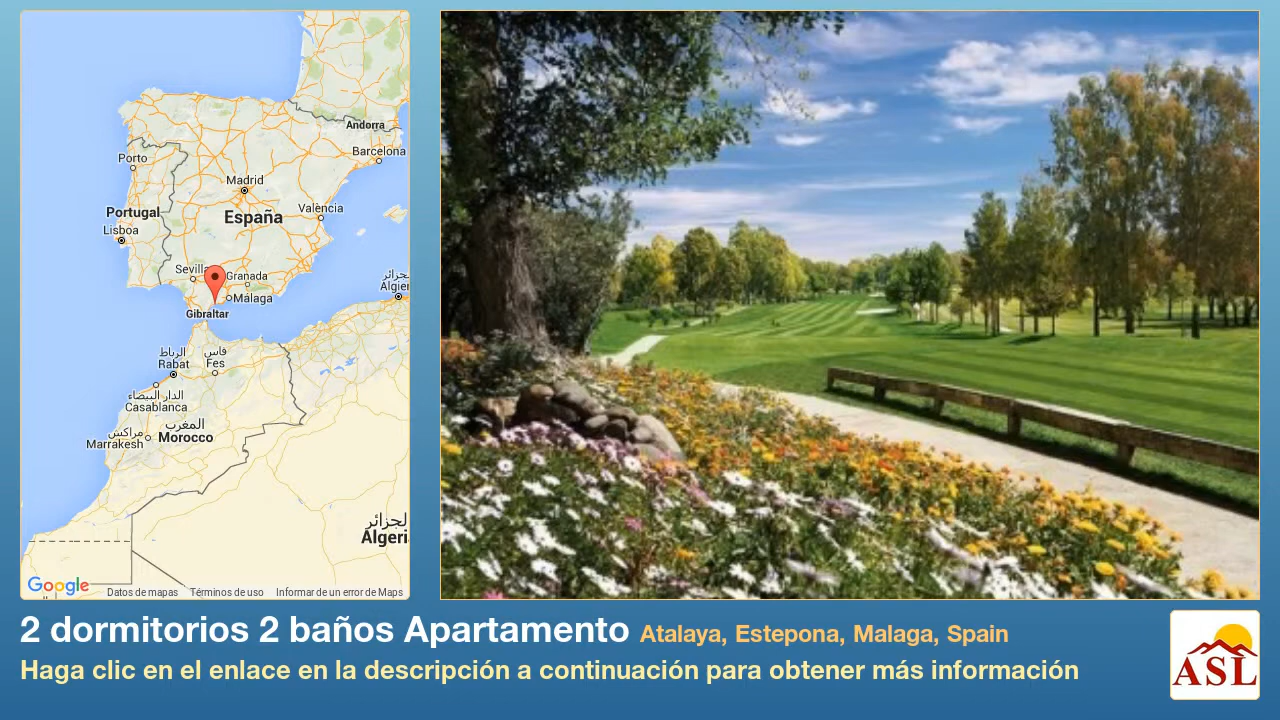 Andorra
Barcelona
Porto
Madrid
València
Portugal
España
Lisboa
Sevilla
Granada
الجزائر
Málaga
Gibraltar
الرباط
فاس
Rabat
Fes
الدار البيضاء
Casablanca
المغرب
مراكش
Morocco
Marrakesh
Google
Datos de mapas
Términos de uso
Informar de un error de Maps
2 dormitorios 2 baños Apartamento Atalaya, Estepona, Malaga, Spain
Haga clic en el enlace en la descripción a continuación para obtener más información
ASL